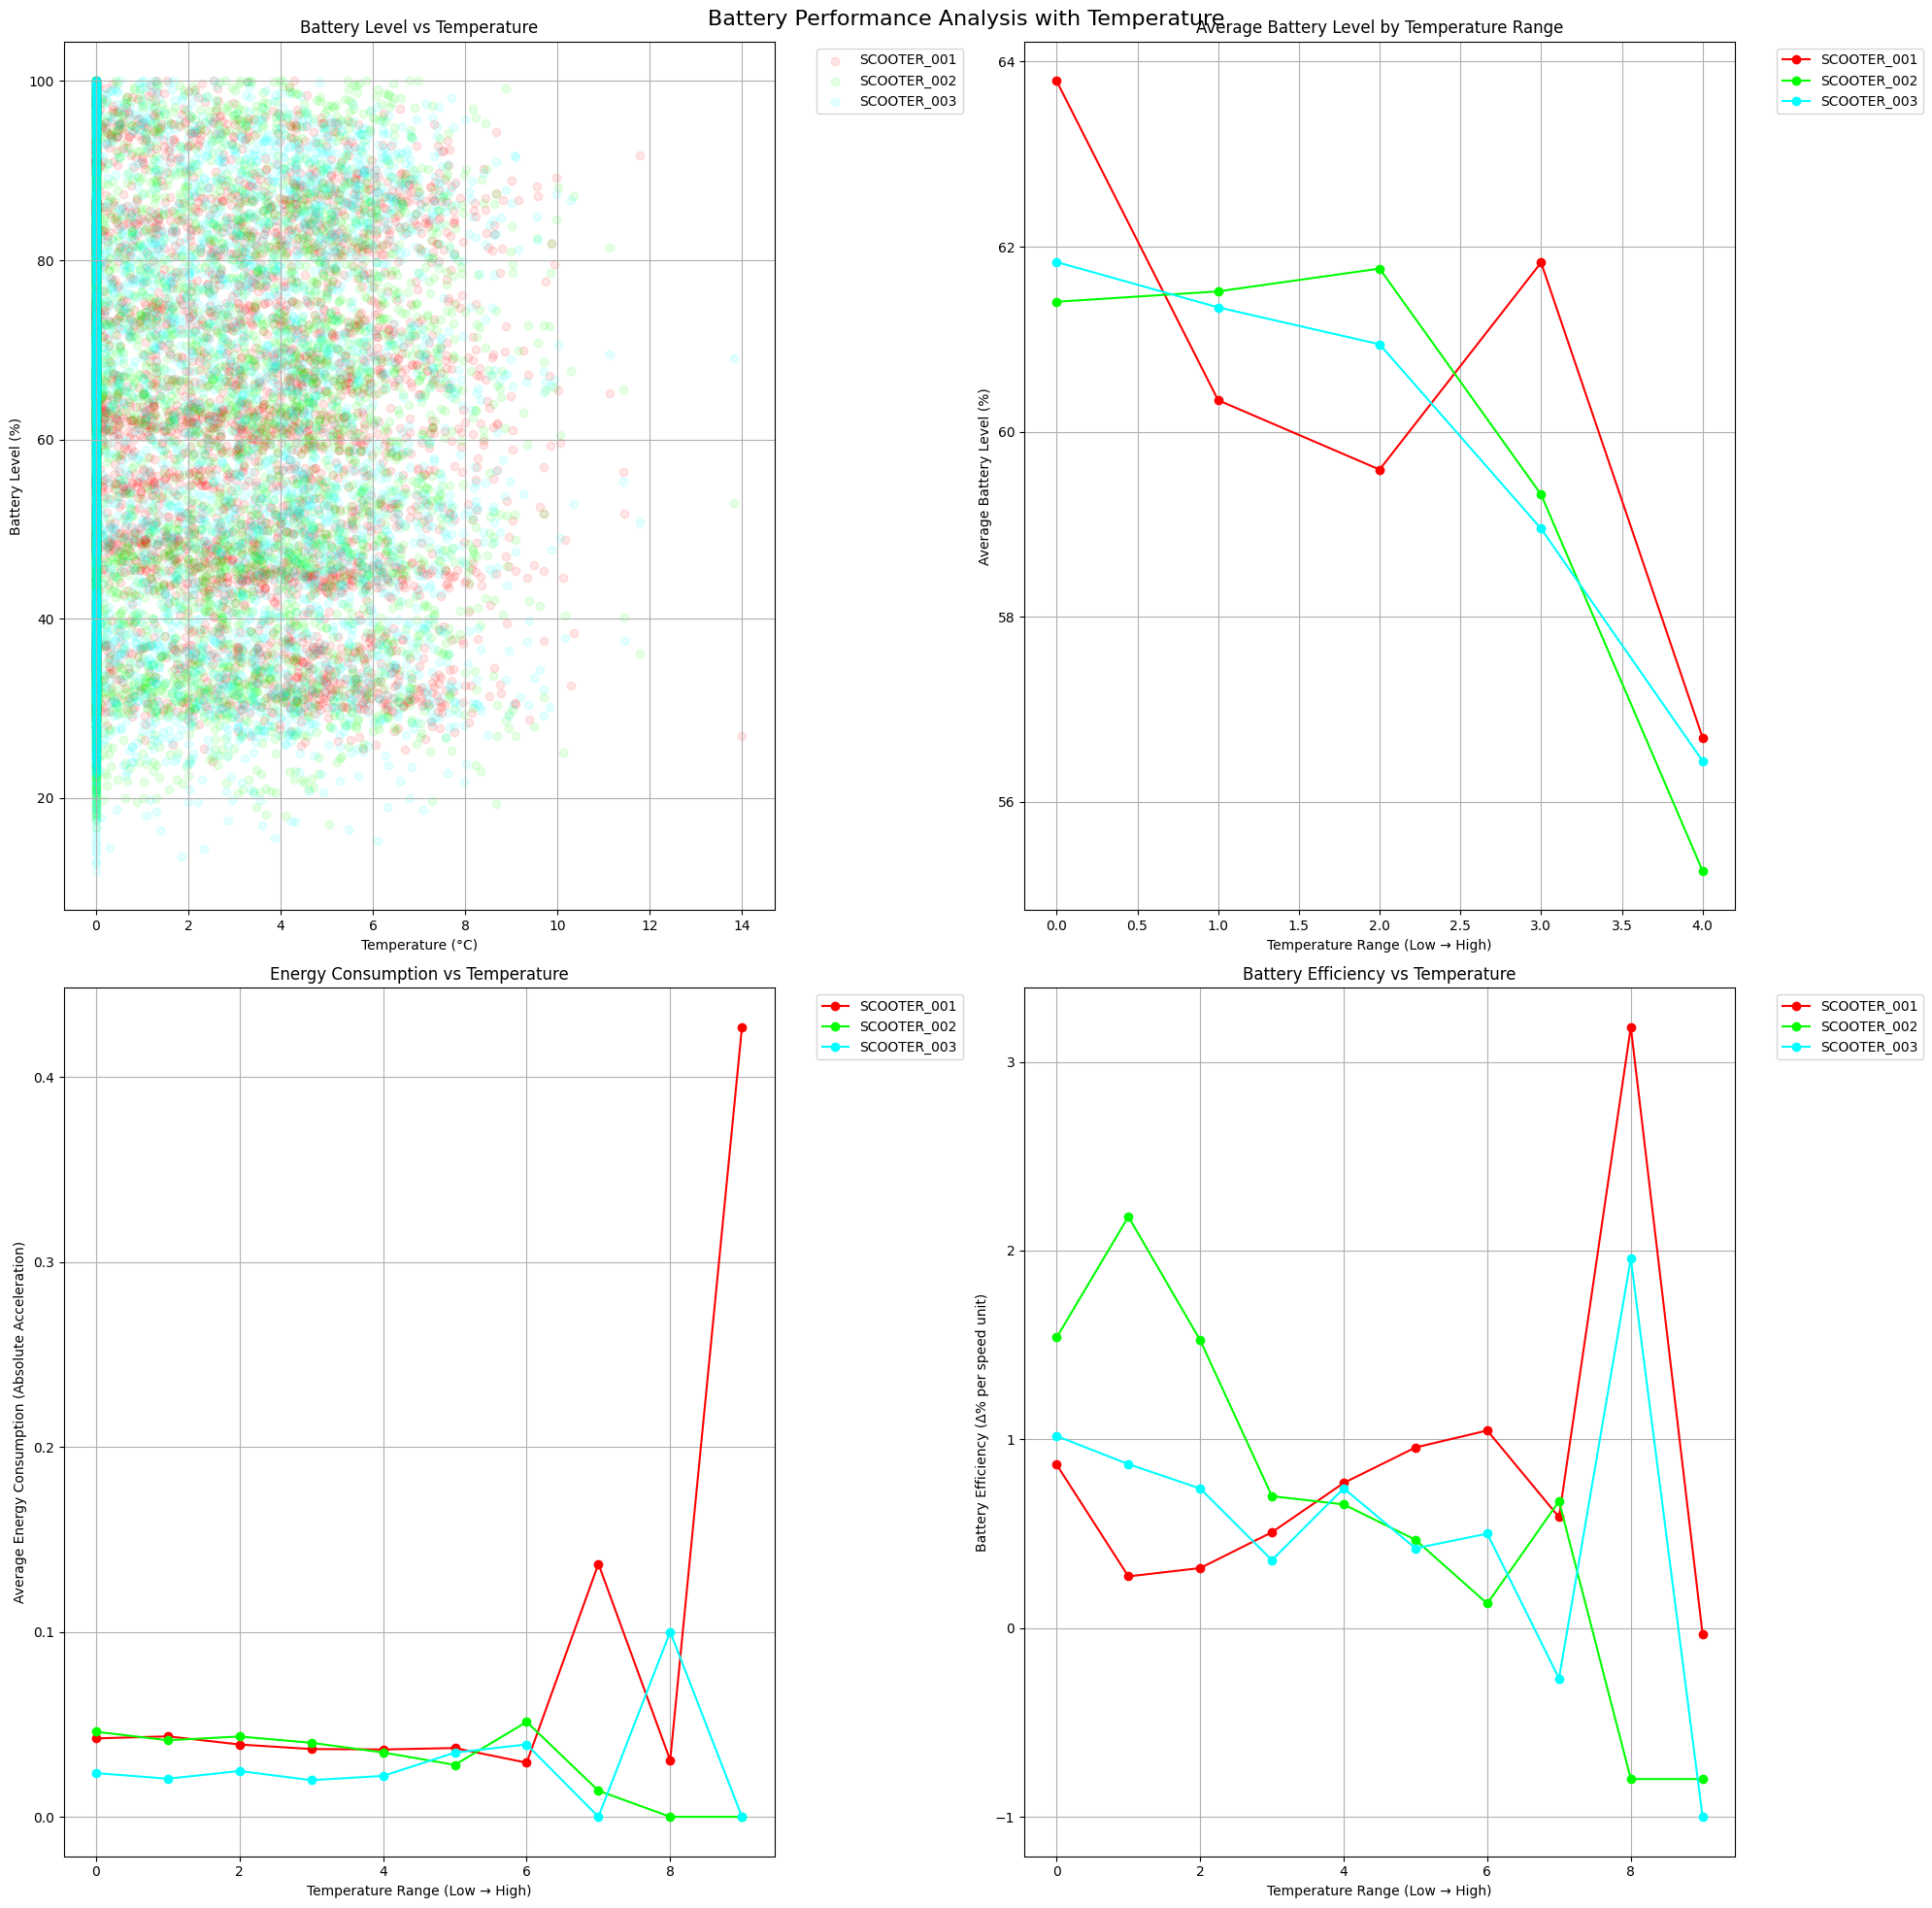 Battery Performance Analysis with Temperature
Battery Level vs Temperature
Battery Level (%)
100
80
60
40
20
0 2 4 6 8 10 12 14
Temperature (°C)
SCOOTER_001
SCOOTER_002
SCOOTER_003
Average Battery Level by Temperature Range
Average Battery Level (%)
64
62
60
58
56
0.0 0.5 1.0 1.5 2.0 2.5 3.0 3.5 4.0
Temperature Range (Low → High)
SCOOTER_001
SCOOTER_002
SCOOTER_003
Energy Consumption vs Temperature
Average Energy Consumption (Absolute Acceleration)
0.4
0.3
0.2
0.1
0.0
0 2 4 6 8
Temperature Range (Low → High)
SCOOTER_001
SCOOTER_002
SCOOTER_003
Battery Efficiency vs Temperature
Battery Efficiency (Δ% per speed unit)
3
2
1
0
−1
0 2 4 6 8
Temperature Range (Low → High)
SCOOTER_001
SCOOTER_002
SCOOTER_003